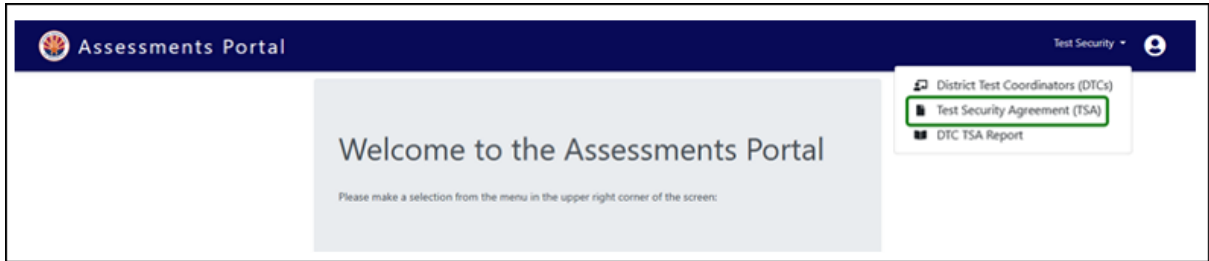 Assessments Portal
Test Security
District Test Coordinators (DTCs)
Test Security Agreement (TSA)
DTC TSA Report
Welcome to the Assessments Portal
Please make a selection from the menu in the upper right corner of the screen: